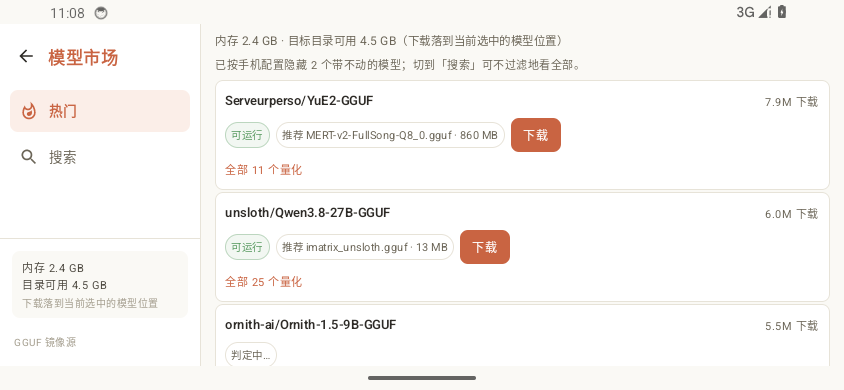 11:08
3G
模型市场
热门
搜索
内存 2.4 GB
目录可用 4.5 GB
下载落到当前选中的模型位置
GGUF 镜像源
内存 2.4 GB · 目标目录可用 4.5 GB（下载落到当前选中的模型位置）
已按手机配置隐藏 2 个带不动的模型；切到「搜索」可不过滤地看全部。
Serveurperso/YuE2-GGUF
7.9M 下载
可运行
推荐 MERT-v2-FullSong-Q8_0.gguf · 860 MB
下载
全部 11 个量化
unsloth/Qwen3.8-27B-GGUF
6.0M 下载
可运行
推荐 imatrix_unsloth.gguf · 13 MB
下载
全部 25 个量化
ornith-ai/Ornith-1.5-9B-GGUF
5.5M 下载
判定中…